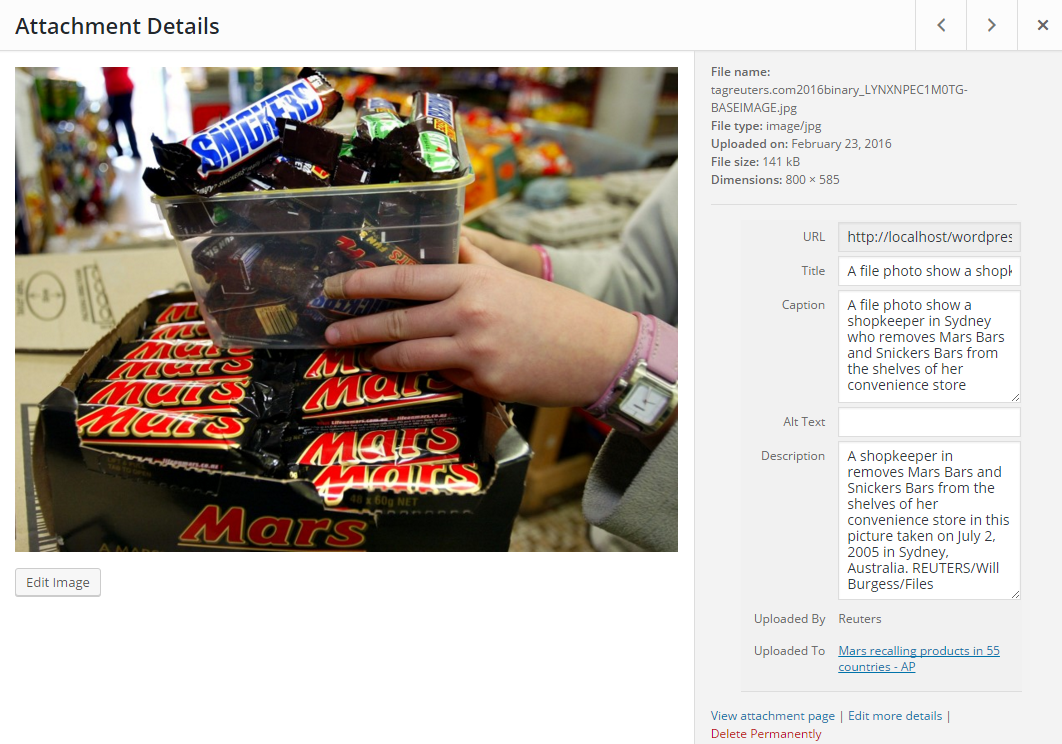 Attachment Details
SNICKERS
Mars
Mars
Mars
Mars
Mars
Mars
48 x 60g NET
Mars
Edit Image
File name:
tagreuters.com2016binary_LYNXNPEC1M0TG-
BASEIMAGE.jpg
File type: image/jpg
Uploaded on: February 23, 2016
File size: 141 kB
Dimensions: 800 × 585
URL http://localhost/wordpres
Title A file photo show a shopk
Caption A file photo show a
shopkeeper in Sydney
who removes Mars Bars
and Snickers Bars from
the shelves of her
convenience store
Alt Text
Description A shopkeeper in
removes Mars Bars and
Snickers Bars from the
shelves of her
convenience store in this
picture taken on July 2,
2005 in Sydney,
Australia. REUTERS/Will
Burgess/Files
Uploaded By Reuters
Uploaded To Mars recalling products in 55
countries - AP
View attachment page | Edit more details |
Delete Permanently